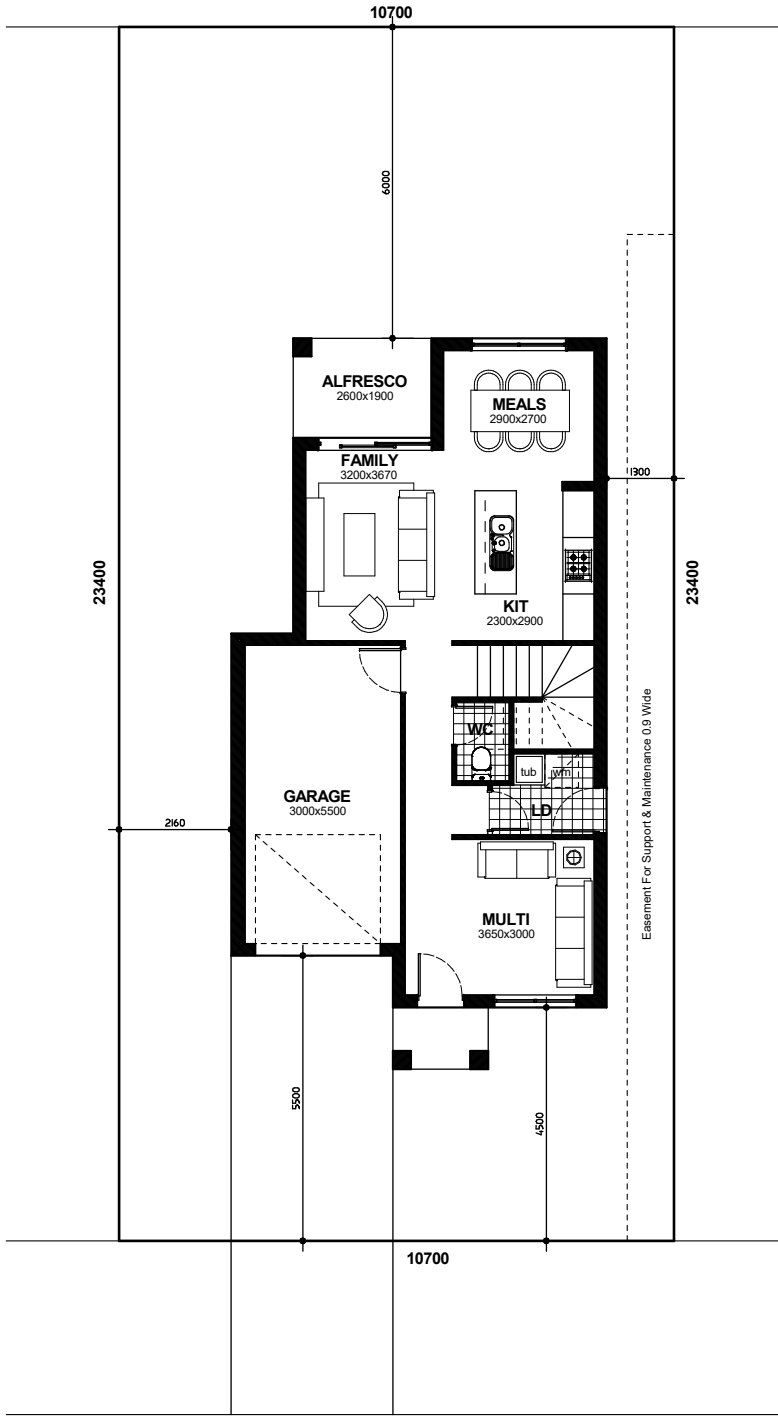 10700
6000
ALFRESCO
2600x1900
MEALS
2900x2700
FAMILY
3200x3670
1300
23400
23400
KIT
2300x2900
Easement For Support & Maintenance 0.9 Wide
WC
tub
wm
LD
GARAGE
3000x5500
2160
MULTI
3650x3000
5500
4500
10700